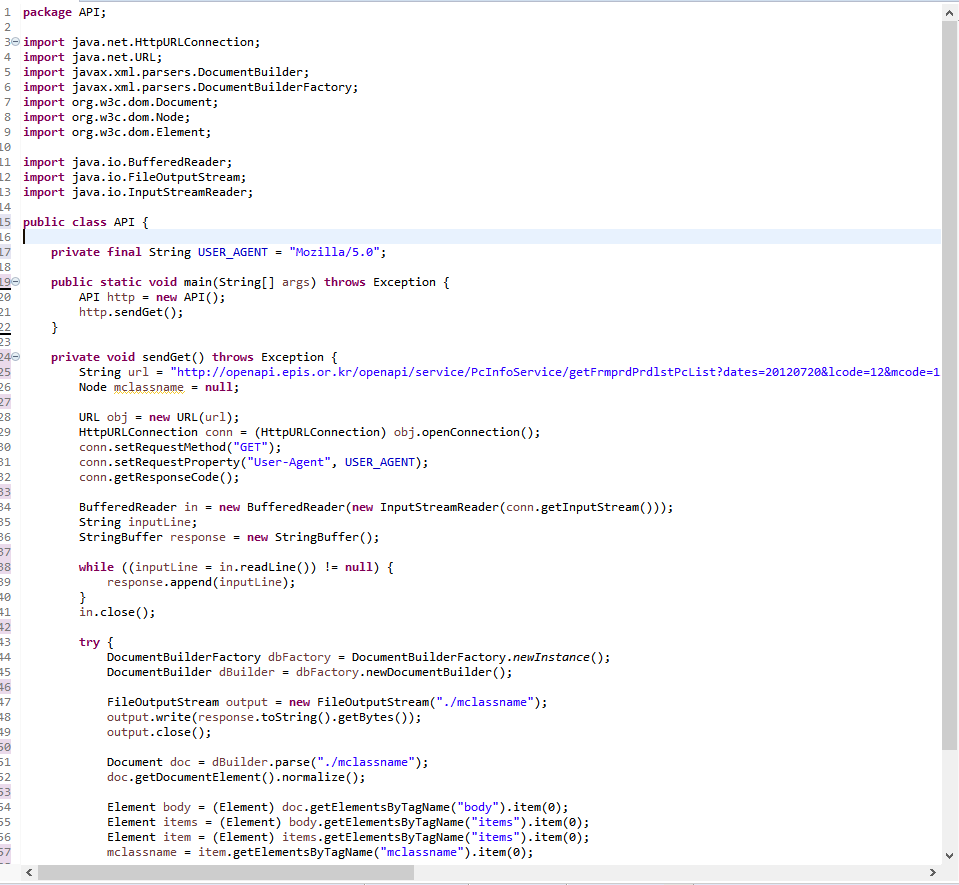 1 package API;
2
3 import java.net.HttpURLConnection;
4 import java.net.URL;
5 import javax.xml.parsers.DocumentBuilder;
6 import javax.xml.parsers.DocumentBuilderFactory;
7 import org.w3c.dom.Document;
8 import org.w3c.dom.Node;
9 import org.w3c.dom.Element;
10
11 import java.io.BufferedReader;
12 import java.io.FileOutputStream;
13 import java.io.InputStreamReader;
14
15 public class API {
16
17 private final String USER_AGENT = "Mozilla/5.0";
18
19 public static void main(String[] args) throws Exception {
20 API http = new API();
21 http.sendGet();
22 }
23
24 private void sendGet() throws Exception {
25 String url = "http://openapi.epis.or.kr/openapi/service/PcInfoService/getFrmprdPrdlstPcList?dates=20120720&lcode=12&mcode=1
26 Node mclassname = null;
27
28 URL obj = new URL(url);
29 HttpURLConnection conn = (HttpURLConnection) obj.openConnection();
30 conn.setRequestMethod("GET");
31 conn.setRequestProperty("User-Agent", USER_AGENT);
32 conn.getResponseCode();
33
34 BufferedReader in = new BufferedReader(new InputStreamReader(conn.getInputStream()));
35 String inputLine;
36 StringBuffer response = new StringBuffer();
37
38 while ((inputLine = in.readLine()) != null) {
39 response.append(inputLine);
40 }
41 in.close();
42
43 try {
44 DocumentBuilderFactory dbFactory = DocumentBuilderFactory.newInstance();
45 DocumentBuilder dBuilder = dbFactory.newDocumentBuilder();
46
47 FileOutputStream output = new FileOutputStream("./mclassname");
48 output.write(response.toString().getBytes());
49 output.close();
50
51 Document doc = dBuilder.parse("./mclassname");
52 doc.getDocumentElement().normalize();
53
54 Element body = (Element) doc.getElementsByTagName("body").item(0);
55 Element items = (Element) body.getElementsByTagName("items").item(0);
56 Element item = (Element) items.getElementsByTagName("items").item(0);
57 mclassname = item.getElementsByTagName("mclassname").item(0);